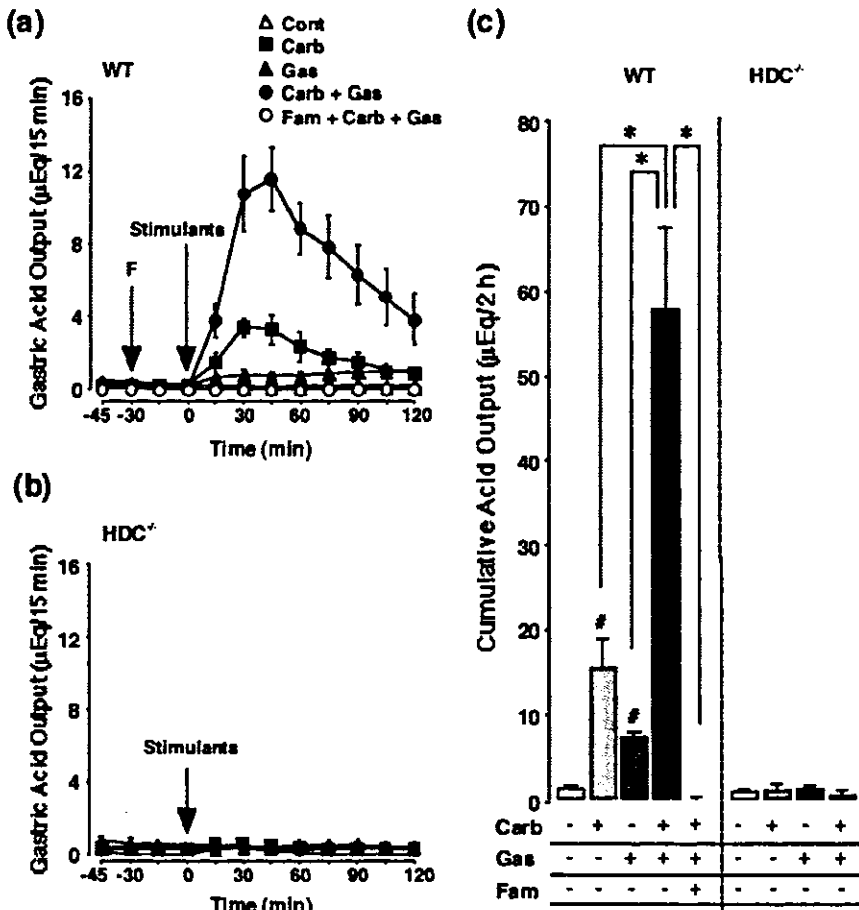 (a)
WT
Cont
Carb
Gas
Carb + Gas
Fam + Carb + Gas
Gastric Acid Output (µEq/15 min)
16
12
8
4
0
F
Stimulants
-45 -30 0 30 60 90 120
Time (min)
(b)
HDC-/-
Gastric Acid Output (µEq/15 min)
16
12
8
4
0
Stimulants
-45 -30 0 30 60 90 120
Time (min)
(c)
WT HDC-/-
Cumulative Acid Output (µEq/2 h)
80
70
60
50
40
30
20
10
0
* * *
# #
Carb - + - + + - + - +
Gas - - + + + - - + +
Fam - - - - + - - - -